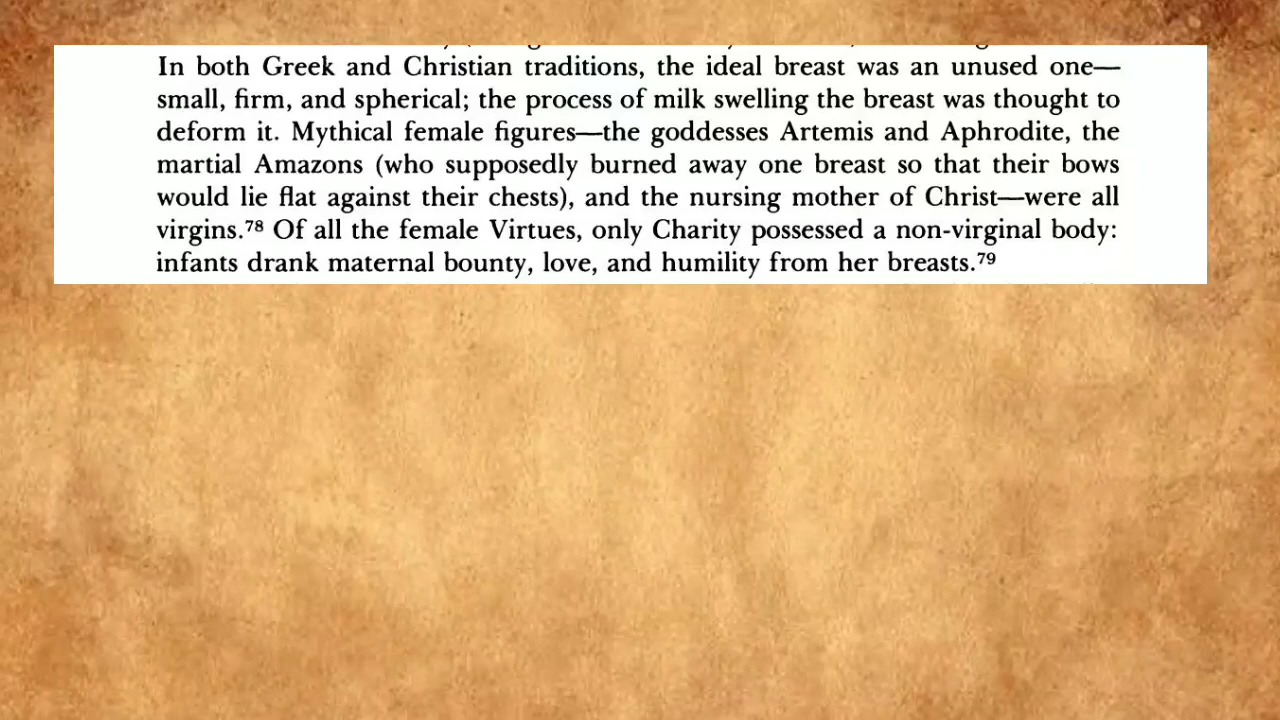 In both Greek and Christian traditions, the ideal breast was an unused one—
small, firm, and spherical; the process of milk swelling the breast was thought to
deform it. Mythical female figures—the goddesses Artemis and Aphrodite, the
martial Amazons (who supposedly burned away one breast so that their bows
would lie flat against their chests), and the nursing mother of Christ—were all
virgins.⁷⁸ Of all the female Virtues, only Charity possessed a non-virginal body:
infants drank maternal bounty, love, and humility from her breasts.⁷⁹